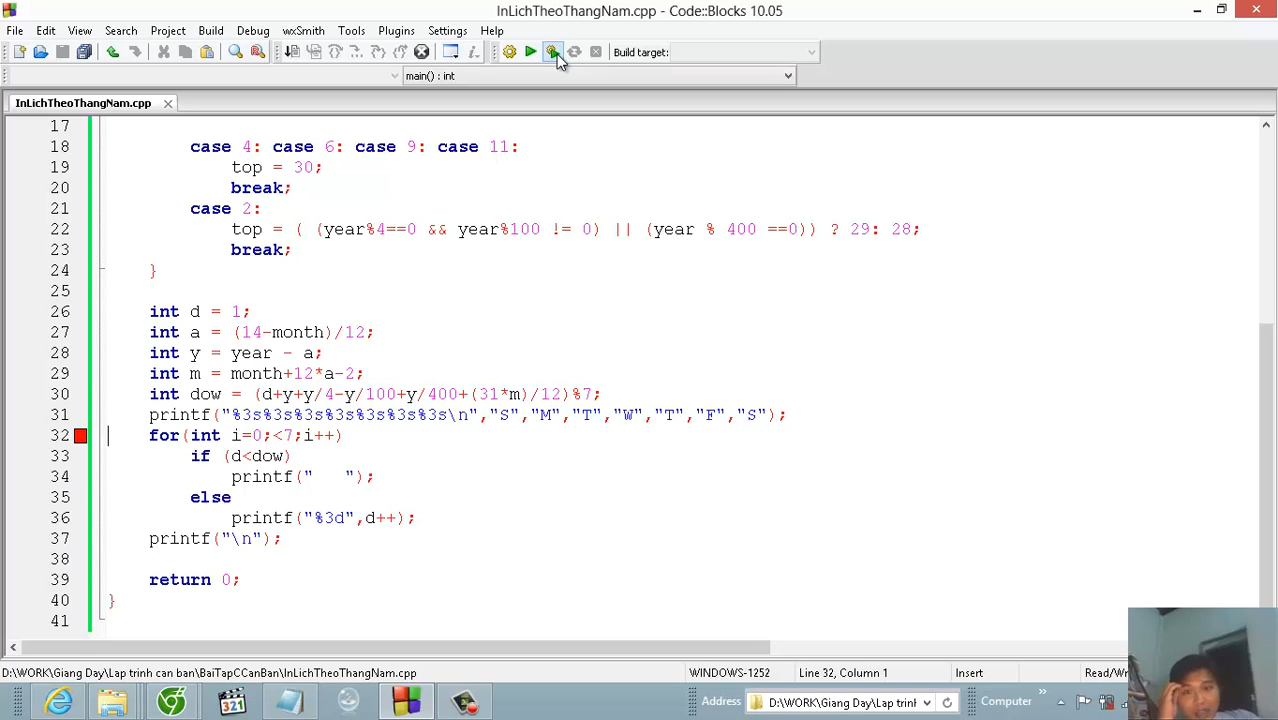 InLichTheoThangNam.cpp - Code::Blocks 10.05
File Edit View Search Project Build Debug wxSmith Tools Plugins Settings Help
Build target:
main() : int
InLichTheoThangNam.cpp
17
18 case 4: case 6: case 9: case 11:
19 top = 30;
20 break;
21 case 2:
22 top = ( (year%4==0 && year%100 != 0) || (year % 400 ==0)) ? 29: 28;
23 break;
24 }
25
26 int d = 1;
27 int a = (14-month)/12;
28 int y = year - a;
29 int m = month+12*a-2;
30 int dow = (d+y+y/4-y/100+y/400+(31*m)/12)%7;
31 printf("%3s%3s%3s%3s%3s%3s%3s\n","S","M","T","W","T","F","S");
32 for(int i=0;<7;i++)
33 if (d<dow)
34 printf("   ");
35 else
36 printf("%3d",d++);
37 printf("\n");
38
39 return 0;
40 }
41
D:\WORK\Giang Day\Lap trinh can ban\BaiTapCCanBan\InLichTheoThangNam.cpp WINDOWS-1252 Line 32, Column 1 Insert Read/Wr
321 Address D:\WORK\Giang Day\Lap trinh Computer